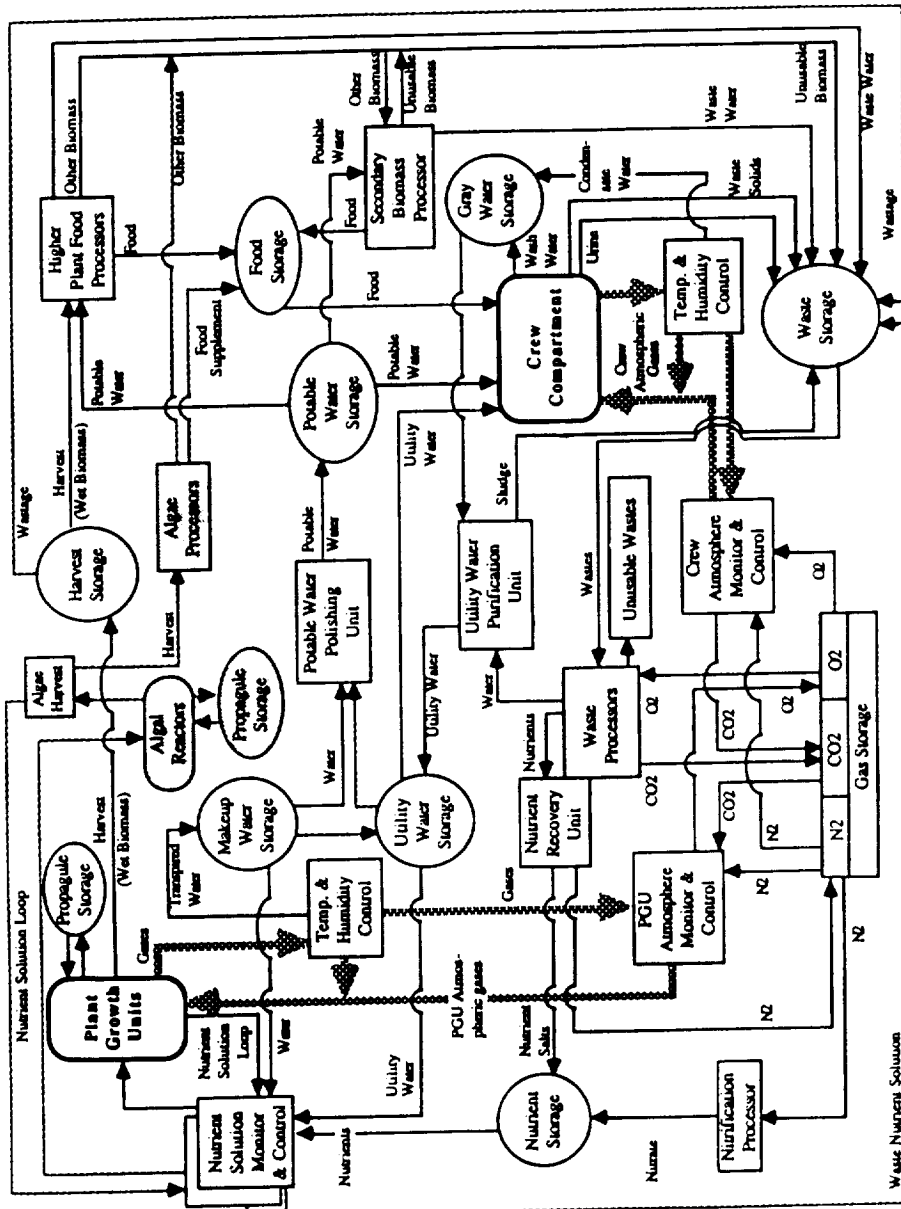 Nutrient Solution Loop
Plant
Growth
Units
Propagule
Storage
Harvest
(Wet Biomass)
Algal
Reactors
Propagule
Storage
Algae
Harvest
Harvest
Harvest
Storage
Wastage
Harvest
(Wet Biomass)
Algae
Processors
Higher
Plant Food
Processors
Other Biomass
Other Biomass
Food
Food
Supplement
Potable
Water
Food
Storage
Food
Food
Potable
Water
Secondary
Biomass
Processor
Other
Biomass
Unusable
Biomass
Nutrient
Solution
Monitor
& Control
Nutrient
Solution
Loop
Water
Gases
Transpired
Water
Temp. &
Humidity
Control
Makeup
Water
Storage
Water
Potable Water
Polishing
Unit
Potable
Water
Potable
Water
Storage
Potable
Water
Utility
Water
Utility
Water
Utility
Water
Storage
Utility Water
Utility Water
Purification
Unit
Sludge
Gray
Water
Storage
Wash
Water
Urine
Conden-
sate
Water
Waste
Solids
Waste
Water
Unusable
Biomass
Waste Water
Crew
Compartment
Crew
Atmospheric
Gases
Temp. &
Humidity
Control
Waste
Storage
Wastage
Wastes
Water
Waste
Processors
Unusable Wastes
Nutrients
Nutrient
Recovery
Unit
Gases
PGU Atmos-
pheric gases
PGU
Atmosphere
Monitor &
Control
Crew
Atmosphere
Monitor &
Control
O2
CO2
O2
CO2
O2
CO2
N2
N2
N2
N2
CO2
O2
Gas Storage
N2
Nutrient
Salts
Nutrient
Storage
Nutrients
Nitrification
Processor
Waste Nutrient Solution